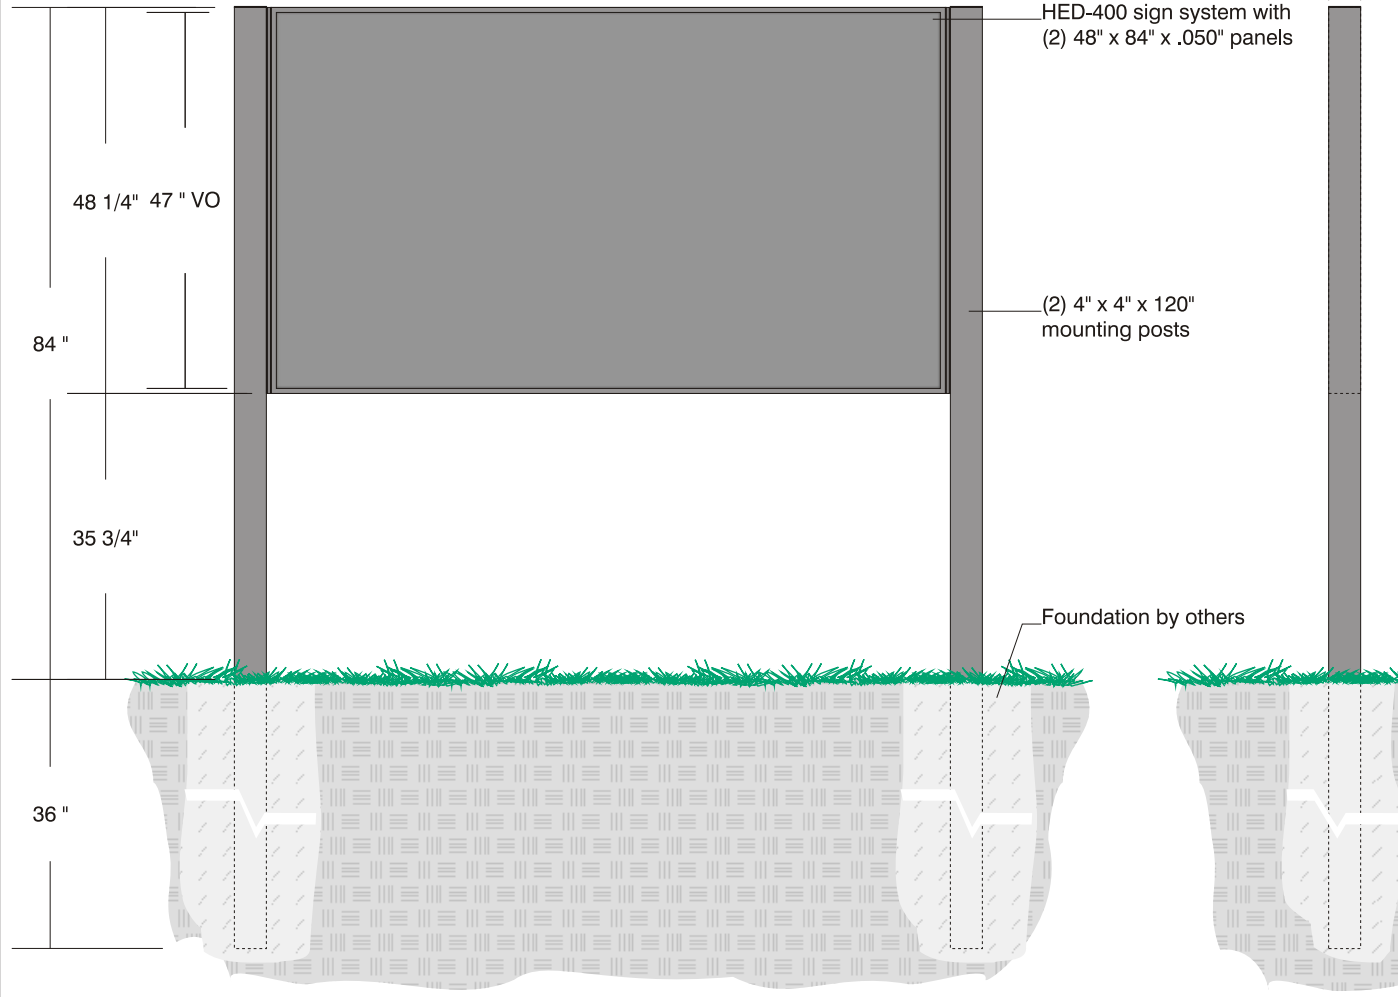 HED-400 sign system with
(2) 48" x 84" x .050" panels
48 1/4"
47 " VO
(2) 4" x 4" x 120"
mounting posts
84 "
35 3/4"
Foundation by others
36 "